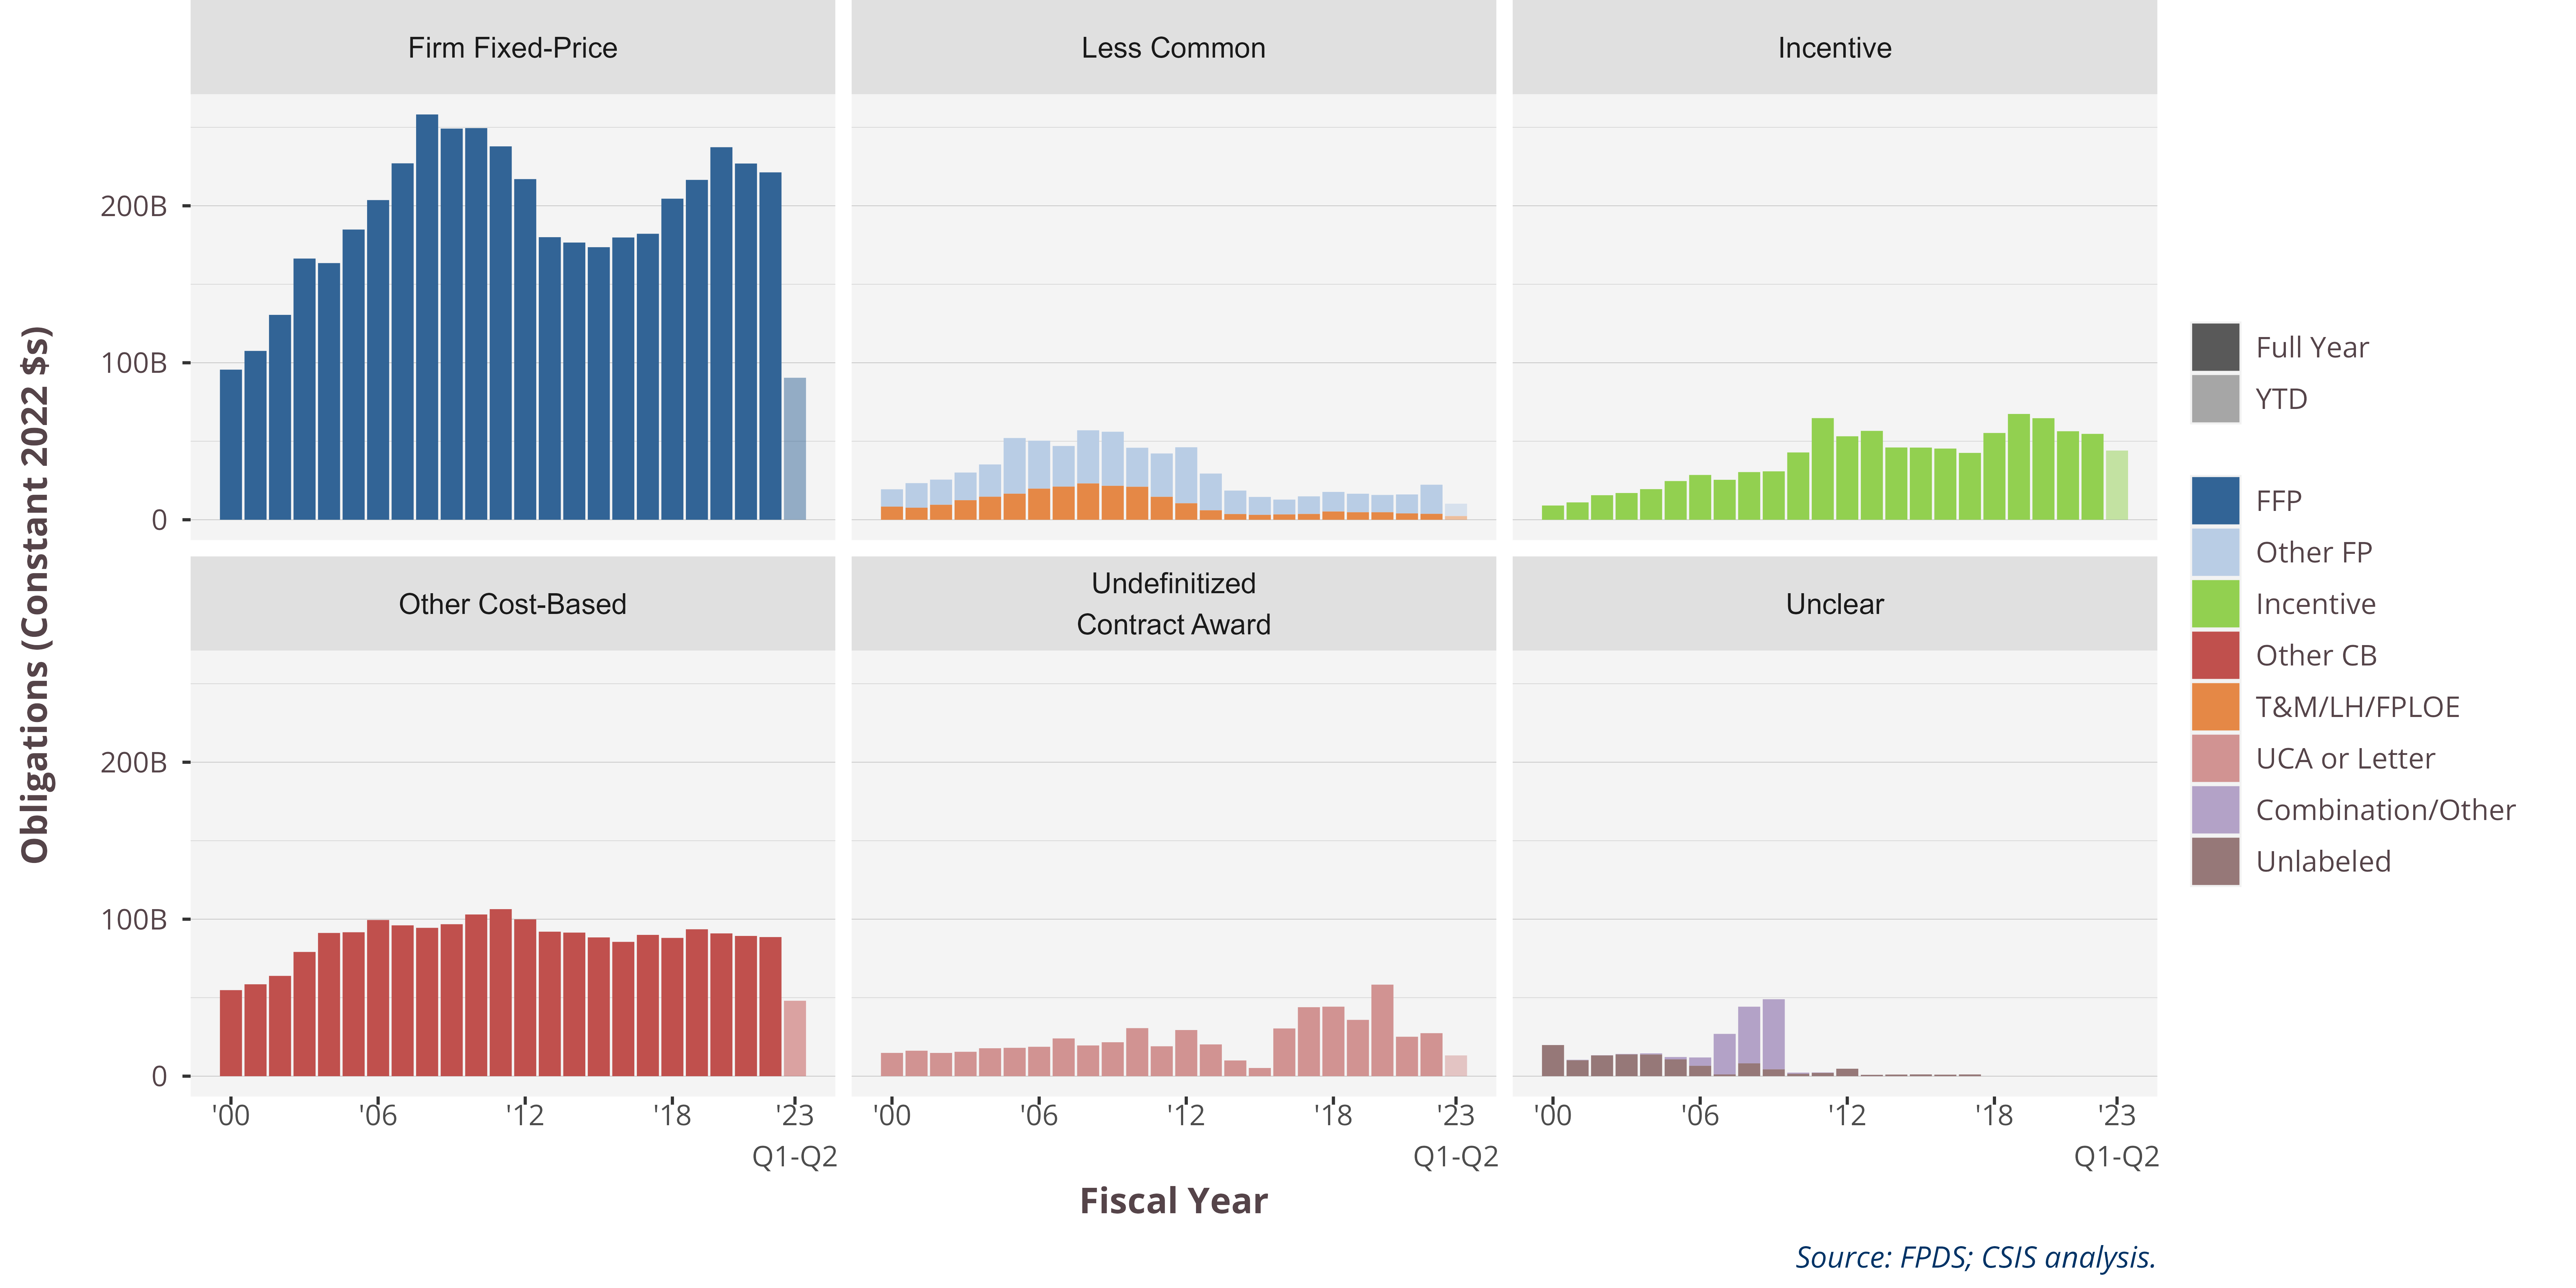 Firm Fixed-Price
Less Common
Incentive
200B
100B
0
Other Cost-Based
Undefinitized
Contract Award
Unclear
200B
100B
0
'00
'06
'12
'18
'23
Q1-Q2
'00
'06
'12
'18
'23
Q1-Q2
'00
'06
'12
'18
'23
Q1-Q2
Obligations (Constant 2022 $s)
Fiscal Year
Full Year
YTD
FFP
Other FP
Incentive
Other CB
T&M/LH/FPLOE
UCA or Letter
Combination/Other
Unlabeled
Source: FPDS; CSIS analysis.